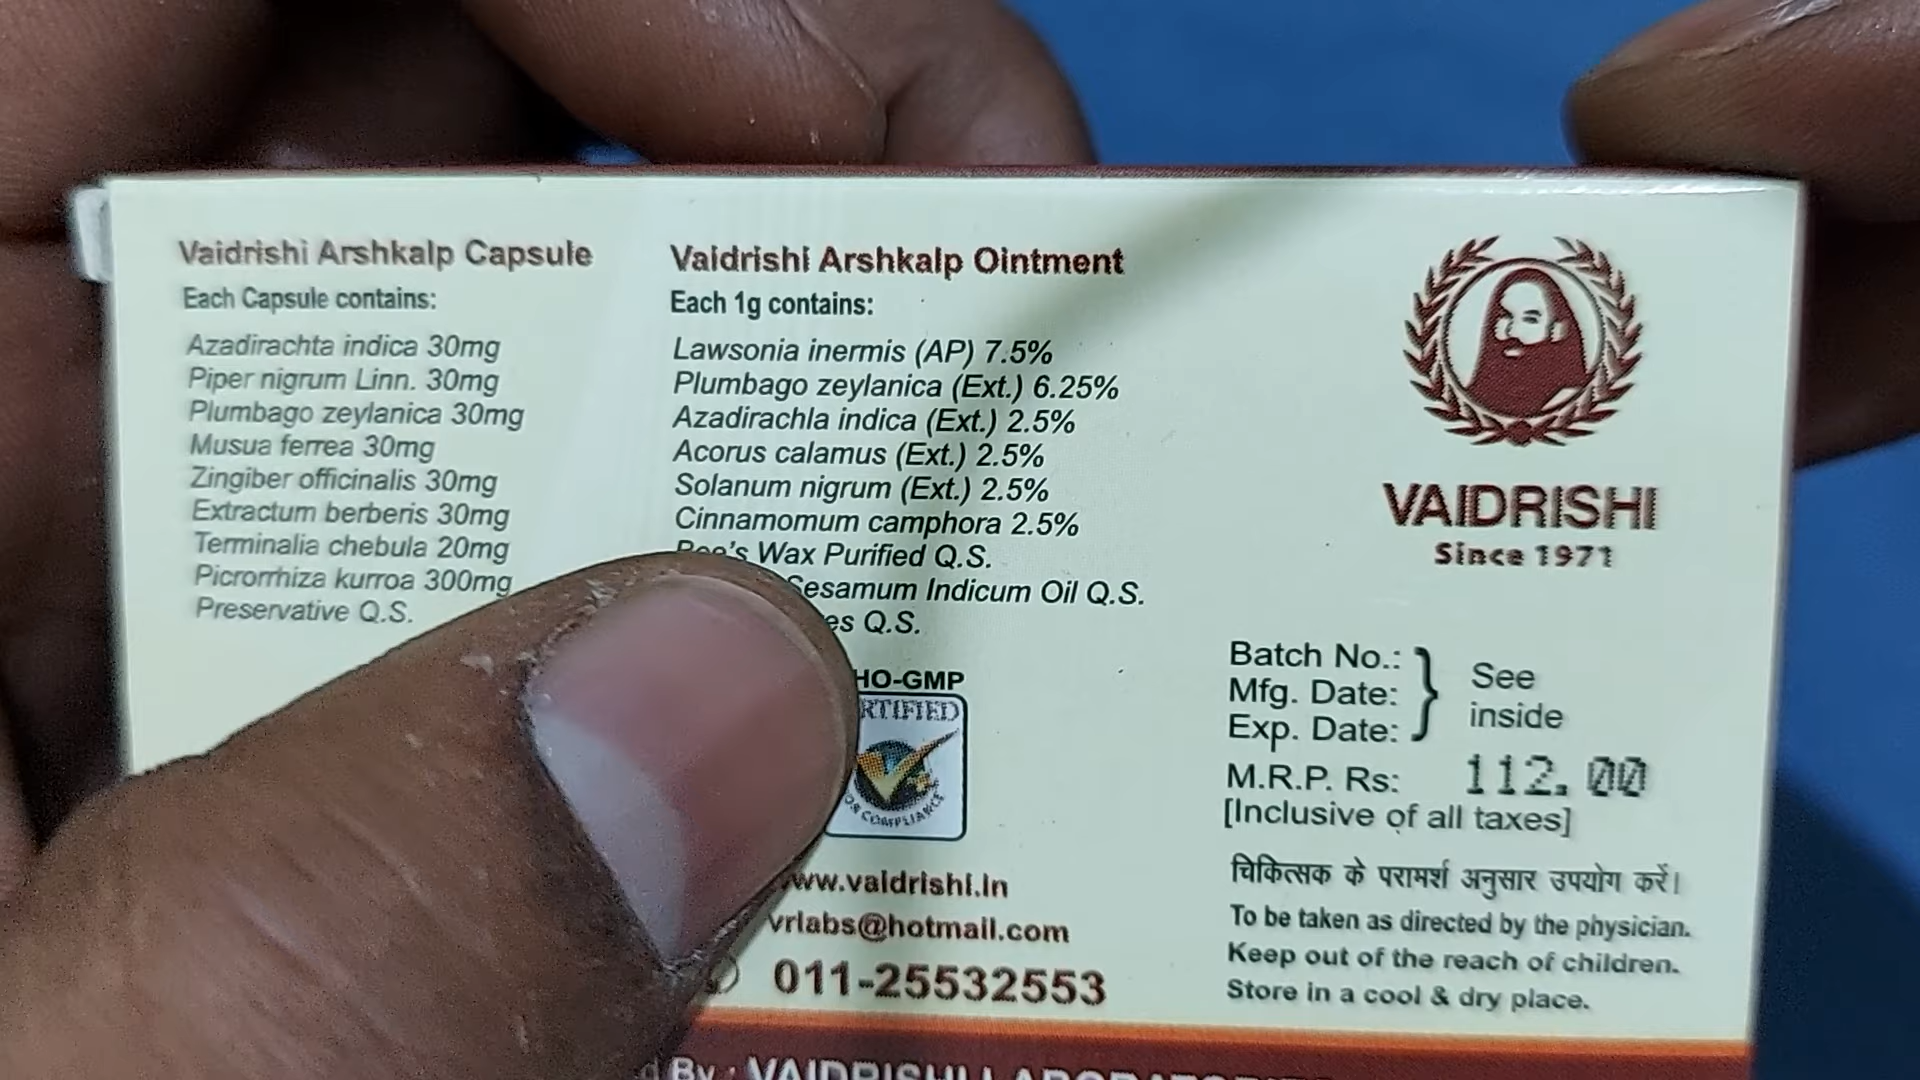 Vaidrishi Arshkalp Capsule
Each Capsule contains:
Azadirachta indica 30mg
Piper nigrum Linn. 30mg
Plumbago zeylanica 30mg
Musua ferrea 30mg
Zingiber officinalis 30mg
Extractum berberis 30mg
Terminalia chebula 20mg
Picrorrhiza kurroa 300mg
Preservative Q.S.
Vaidrishi Arshkalp Ointment
Each 1g contains:
Lawsonia inermis (AP) 7.5%
Plumbago zeylanica (Ext.) 6.25%
Azadirachla indica (Ext.) 2.5%
Acorus calamus (Ext.) 2.5%
Solanum nigrum (Ext.) 2.5%
Cinnamomum camphora 2.5%
Bee's Wax Purified Q.S.
Sesamum Indicum Oil Q.S.
Q.S.
HO-GMP
RTIFIED
COMPLIANCE
www.vaidrishi.in
vrlabs@hotmail.com
011-25532553
VAIDRISHI
Since 1971
Batch No.:
Mfg. Date:
Exp. Date:
See
inside
M.R.P. Rs: 112.00
[Inclusive of all taxes]
चिकित्सक के परामर्श अनुसार उपयोग करें।
To be taken as directed by the physician.
Keep out of the reach of children.
Store in a cool & dry place.
By : VAIDRISHI LABORATORIES